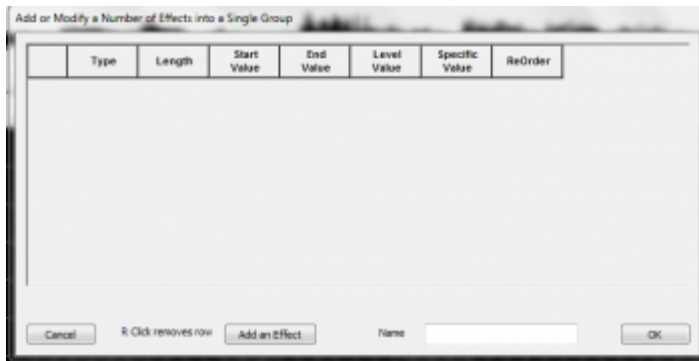 Add or Modify a Number of Effects into a Single Group
Type Length Start Value End Value Level Value Specific Value ReOrder
Cancel R Click removes row Add an Effect Name OK